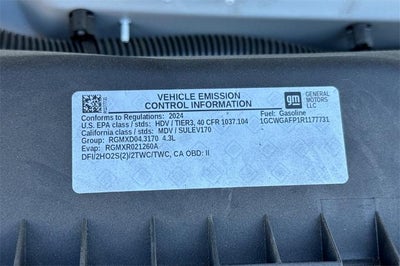 VEHICLE EMISSION
CONTROL INFORMATION
gm GENERAL
MOTORS
LLC
Conforms to Regulations: 2024
Fuel: Gasoline
U.S. EPA class / stds: HDV / TIER3, 40 CFR 1037.104
1GCWGAFP1R1177731
California class / stds: MDV / SULEV170
Group: RGMXD04.3170 4.3L
Evap: RGMXR021260A
DFI/2HO2S(2)/2TWC/TWC, CA OBD: II